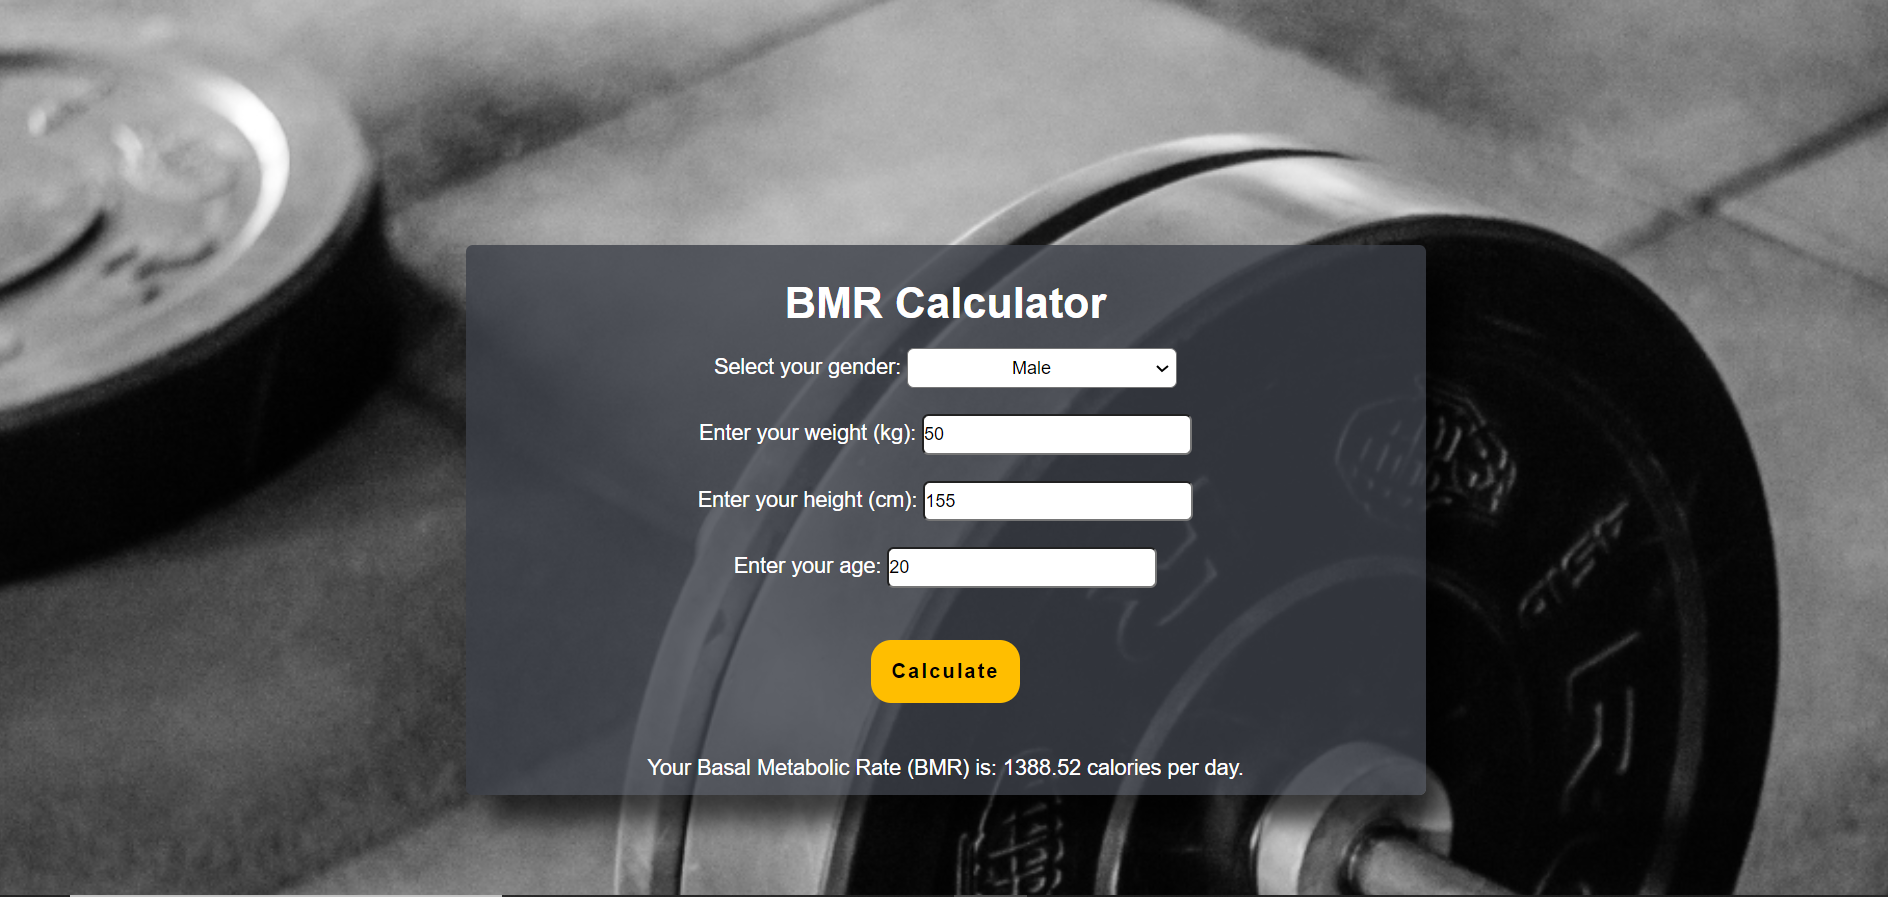 BMR Calculator
Select your gender: Male
Enter your weight (kg): 50
Enter your height (cm): 155
Enter your age: 20
Calculate
Your Basal Metabolic Rate (BMR) is: 1388.52 calories per day.